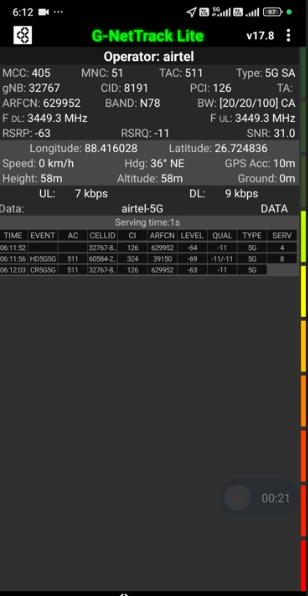 6:12
97
G-NetTrack Lite v17.8
Operator: airtel
MCC: 405 MNC: 51 TAC: 511 Type: 5G SA
gNB: 32767 CID: 8191 PCI: 126 TA:
ARFCN: 629952 BAND: N78 BW: [20/20/100] CA
F DL: 3449.3 MHz F UL: 3449.3 MHz
RSRP: -63 RSRQ: -11 SNR: 31.0
Longitude: 88.416028 Latitude: 26.724836
Speed: 0 km/h Hdg: 36° NE GPS Acc: 10m
Height: 58m Altitude: 58m Ground: 0m
UL: 7 kbps DL: 9 kbps
Data: airtel-5G DATA
Serving time:1s
TIME EVENT AC CELLID CI ARFCN LEVEL QUAL TYPE SERV
06:11:52 32767-8.. 126 629952 -64 -11 5G 4
06:11:56 HD5G5G 511 60584-2.. 324 39150 -69 -11/-11 5G 8
06:12:03 CR5G5G 511 32767-8.. 126 629952 -63 -11 5G
00:21